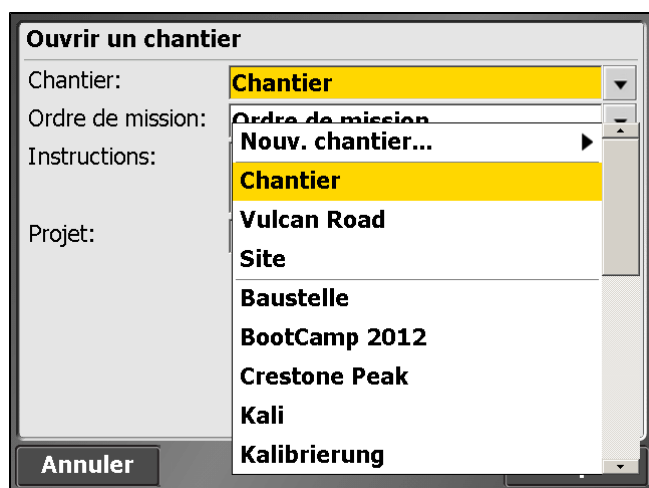 Ouvrir un chantier
Chantier: Chantier
Ordre de mission: Ordre de mission
Instructions:
Nouv. chantier...
Chantier
Vulcan Road
Projet:
Site
Baustelle
BootCamp 2012
Crestone Peak
Kali
Kalibrierung
Annuler